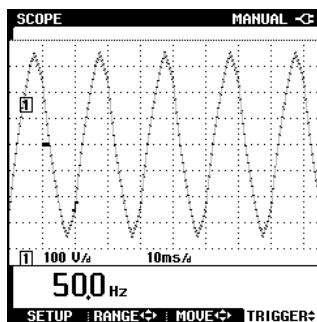 SCOPE MANUAL
1
1 100 V/d 10ms/d
50.0 Hz
SETUP RANGE MOVE TRIGGER